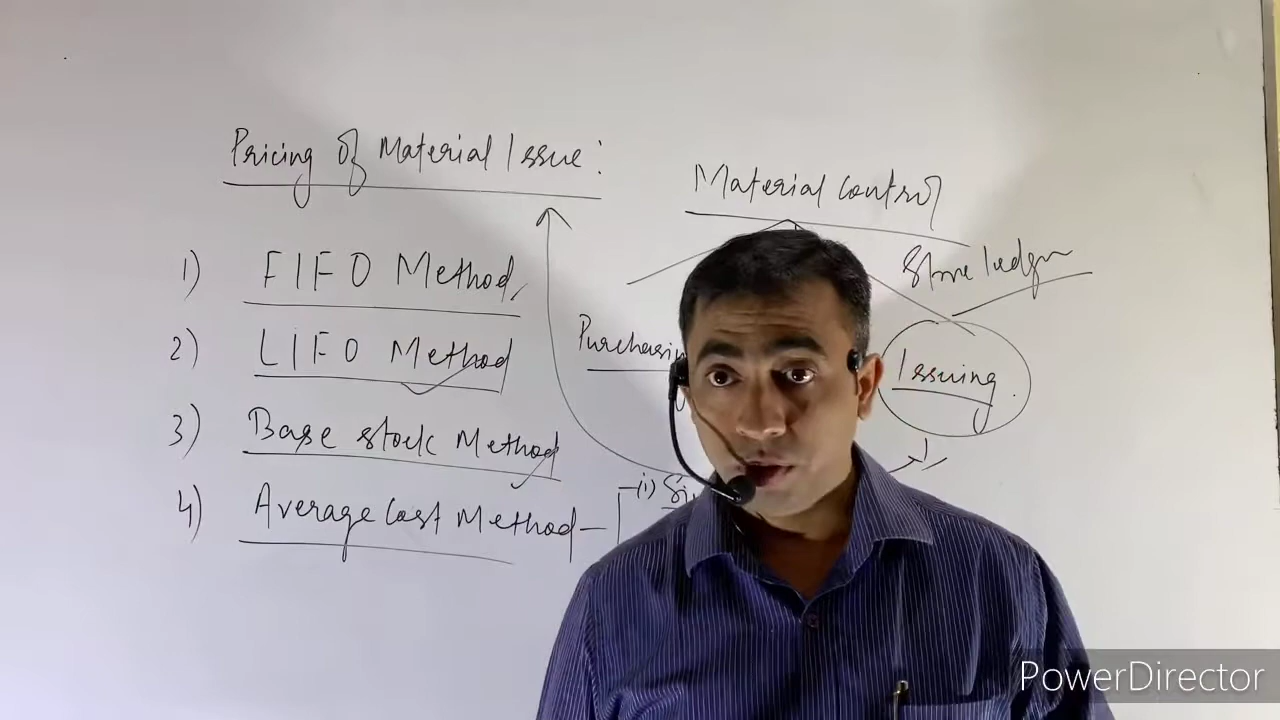 Pricing of Material Issue:
1) FIFO Method
2) LIFO Method
3) Base stock Method
4) Average Cost Method -
(i)
Material control
Store ledger
Purchasin
Issuing
PowerDirector